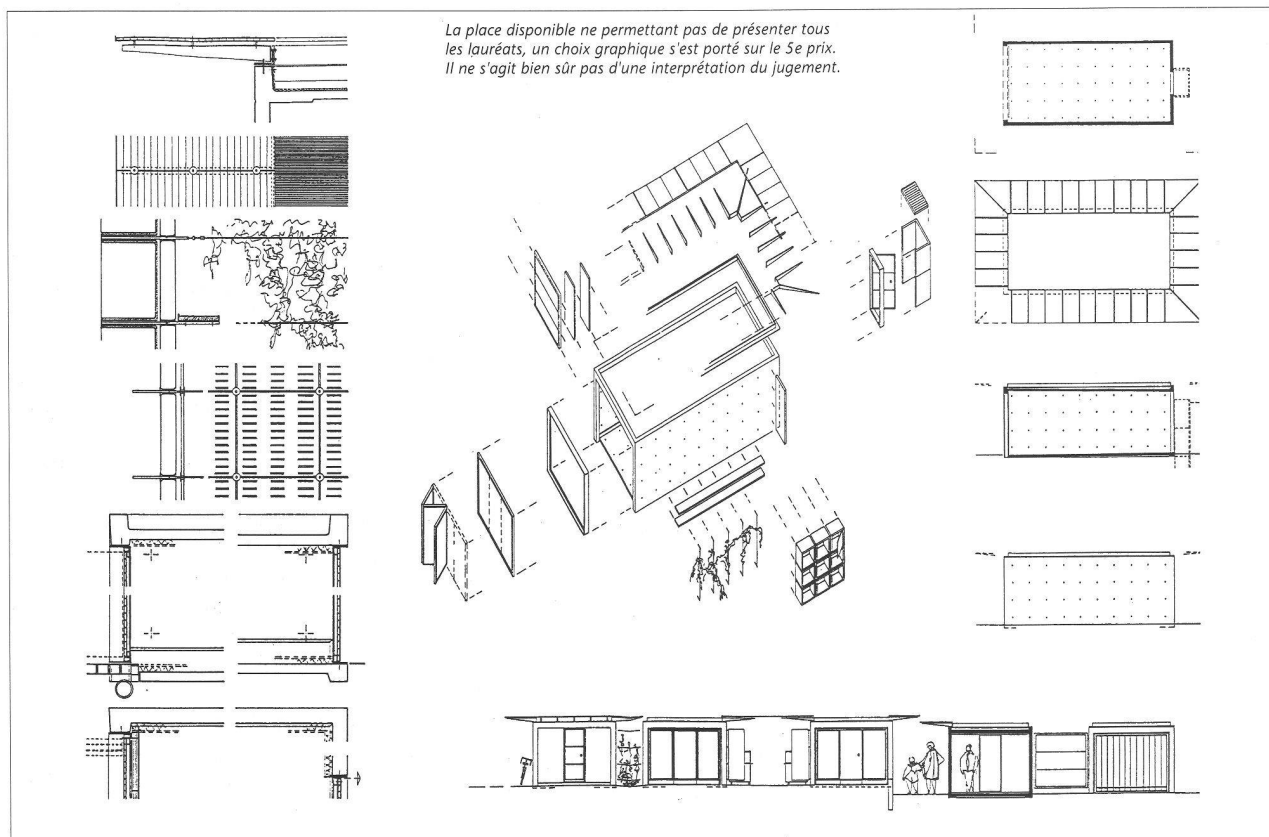 La place disponible ne permettant pas de présenter tous
les lauréats, un choix graphique s'est porté sur le 5e prix.
Il ne s'agit bien sûr pas d'une interprétation du jugement.